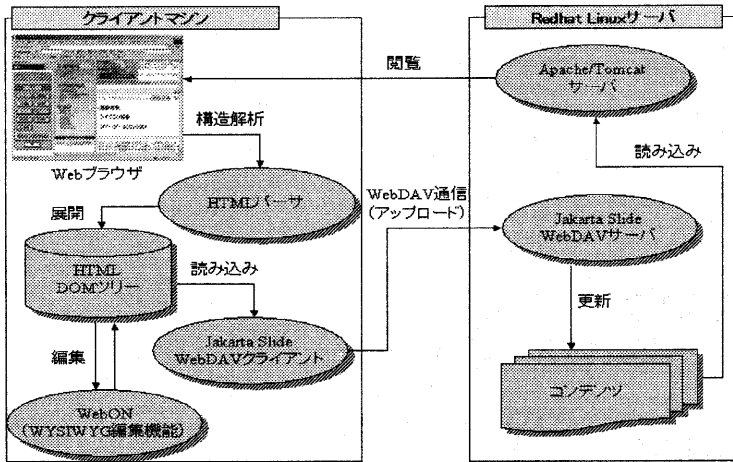 クライアントマシン
Redhat Linuxサーバ
閲覧
Apache/Tomcat
サーバ
構造解析
Webブラウザ
読み込み
HTMLパーサ
WebDAV通信
(アップロード)
展開
Jakarta Slide
WebDAVサーバ
HTML
DOMツリー
読み込み
更新
Jakarta Slide
WebDAVクライアント
編集
コンテンツ
WebON
(WYSIWYG編集機能)